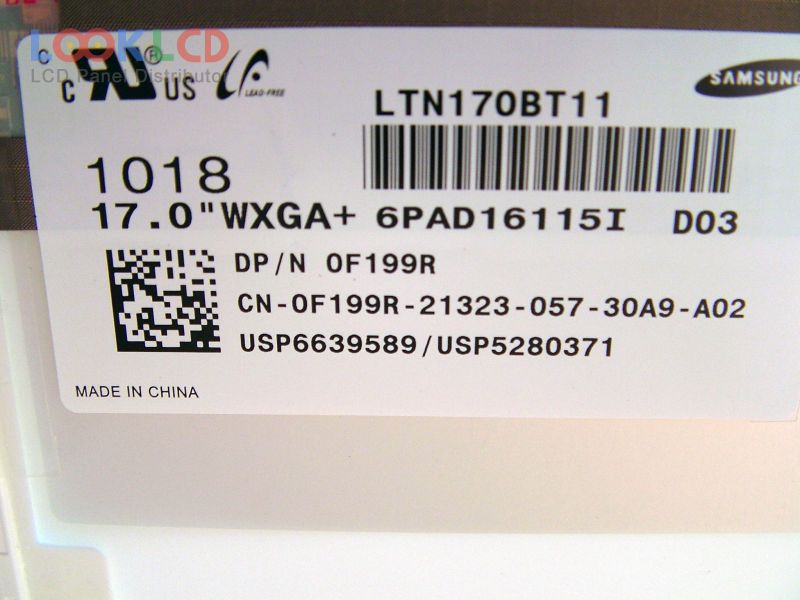 LOOKLCD
LCD Panel Distributor
C US
LEAD-FREE
SAMSUNG
LTN170BT11
1018
17.0"WXGA+ 6PAD16115I D03
DP/N 0F199R
CN-0F199R-21323-057-30A9-A02
USP6639589/USP5280371
MADE IN CHINA